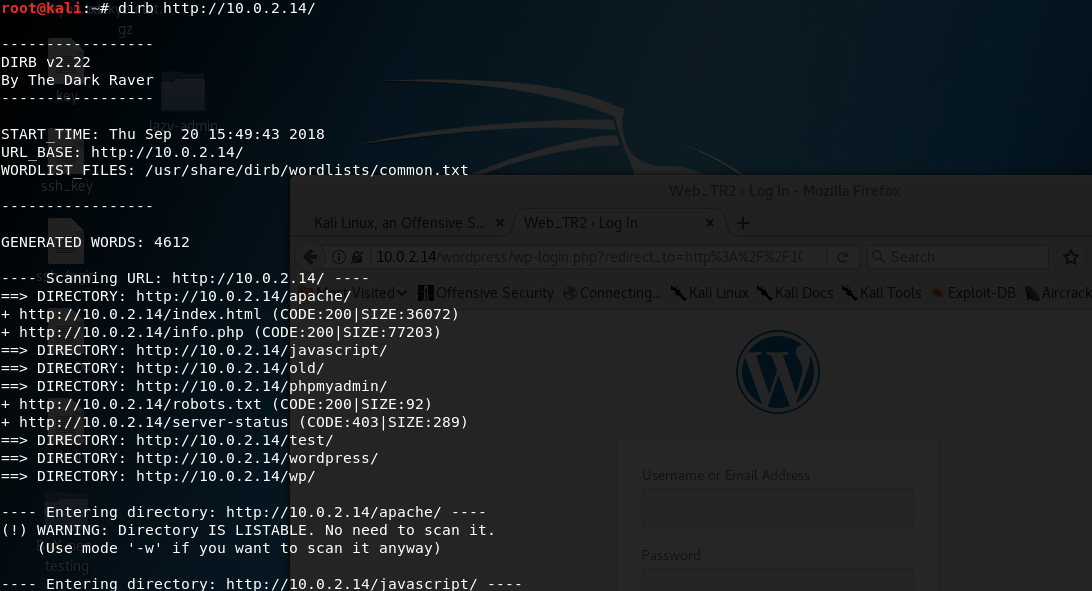 root@kali:~# dirb http://10.0.2.14/
gz
-----------------
DIRB v2.22
By The Dark Raver
-----------------
key
lazy-admin
START_TIME: Thu Sep 20 15:49:43 2018
URL_BASE: http://10.0.2.14/
WORDLIST_FILES: /usr/share/dirb/wordlists/common.txt
ssh_key
-----------------
GENERATED WORDS: 4612
---- Scanning URL: http://10.0.2.14/ ----
==> DIRECTORY: http://10.0.2.14/apache/
+ http://10.0.2.14/index.html (CODE:200|SIZE:36072)
+ http://10.0.2.14/info.php (CODE:200|SIZE:77203)
==> DIRECTORY: http://10.0.2.14/javascript/
==> DIRECTORY: http://10.0.2.14/old/
==> DIRECTORY: http://10.0.2.14/phpmyadmin/
+ http://10.0.2.14/robots.txt (CODE:200|SIZE:92)
+ http://10.0.2.14/server-status (CODE:403|SIZE:289)
==> DIRECTORY: http://10.0.2.14/test/
==> DIRECTORY: http://10.0.2.14/wordpress/
==> DIRECTORY: http://10.0.2.14/wp/
---- Entering directory: http://10.0.2.14/apache/ ----
(!) WARNING: Directory IS LISTABLE. No need to scan it.
(Use mode '-w' if you want to scan it anyway)
testing
---- Entering directory: http://10.0.2.14/javascript/ ----
Web_TR2 ‹ Log In - Mozilla Firefox
Kali Linux, an Offensive S... × Web_TR2 ‹ Log In × +
10.0.2.14/wordpress/wp-login.php?redirect_to=http%3A%2F%2F1 Search
Visited Offensive Security Connecting... Kali Linux Kali Docs Kali Tools Exploit-DB Aircrack
Username or Email Address
Password